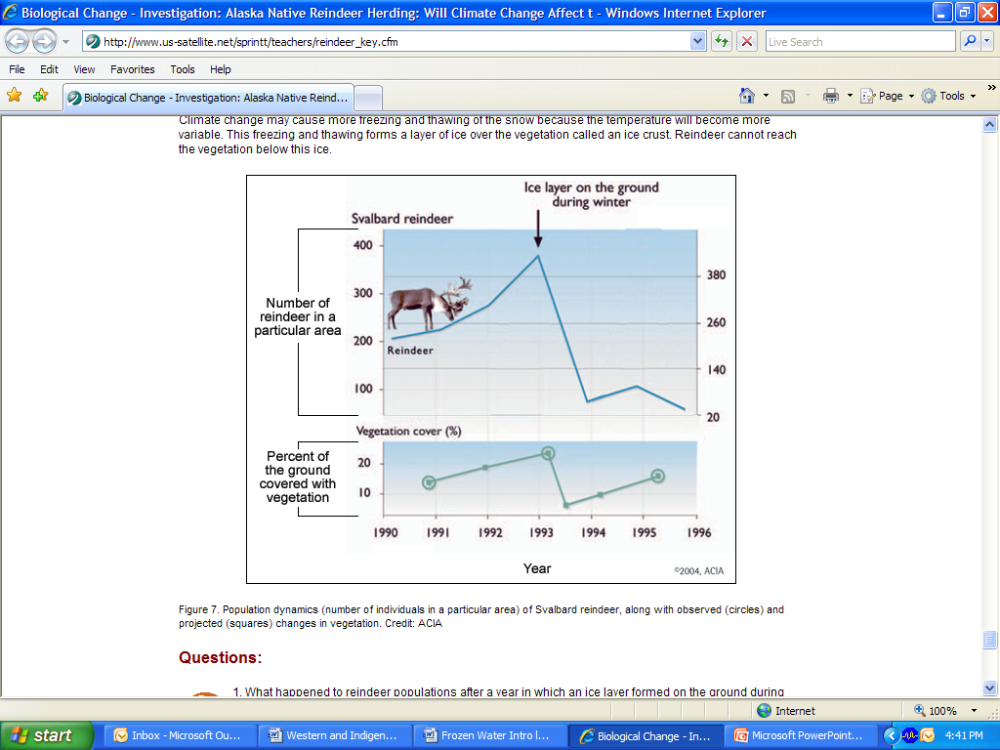 Biological Change - Investigation: Alaska Native Reindeer Herding: Will Climate Change Affect t - Windows Internet Explorer
http://www.us-satellite.net/sprintt/teachers/reindeer_key.cfm
Live Search
File Edit View Favorites Tools Help
Biological Change - Investigation: Alaska Native Reind...
Page Tools
Climate change may cause more freezing and thawing of the snow because the temperature will become more
variable. This freezing and thawing forms a layer of ice over the vegetation called an ice crust. Reindeer cannot reach
the vegetation below this ice.
Ice layer on the ground
during winter
Svalbard reindeer
400
300
200
100
380
260
140
20
Number of
reindeer in a
particular area
Reindeer
Vegetation cover (%)
20
10
Percent of
the ground
covered with
vegetation
1990 1991 1992 1993 1994 1995 1996
Year
©2004, ACIA
Figure 7. Population dynamics (number of individuals in a particular area) of Svalbard reindeer, along with observed (circles) and
projected (squares) changes in vegetation. Credit: ACIA
Questions:
1. What happened to reindeer populations after a year in which an ice layer formed on the ground during
Internet 100%
start Inbox - Microsoft Ou... Western and Indigen... Frozen Water Intro l... Biological Change - In... Microsoft PowerPoint... 4:41 PM